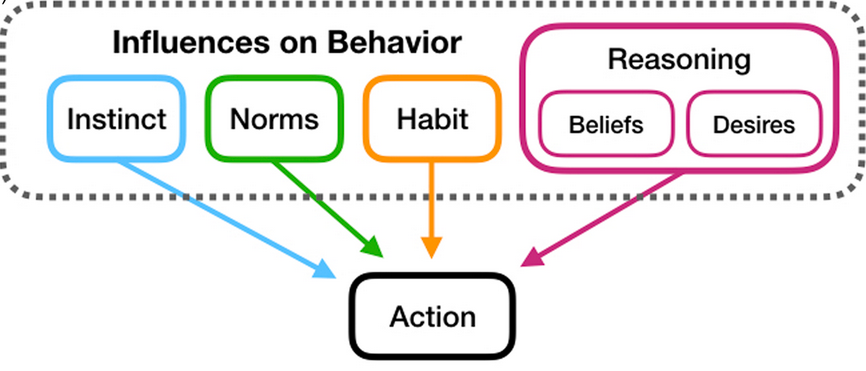 Influences on Behavior
Reasoning
Instinct
Norms
Habit
Beliefs
Desires
Action